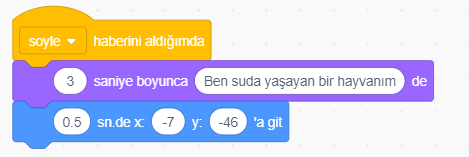 soyle haberini aldığımda
3 saniye boyunca Ben suda yaşayan bir hayvanım de
0.5 sn.de x: -7 y: -46 'a git